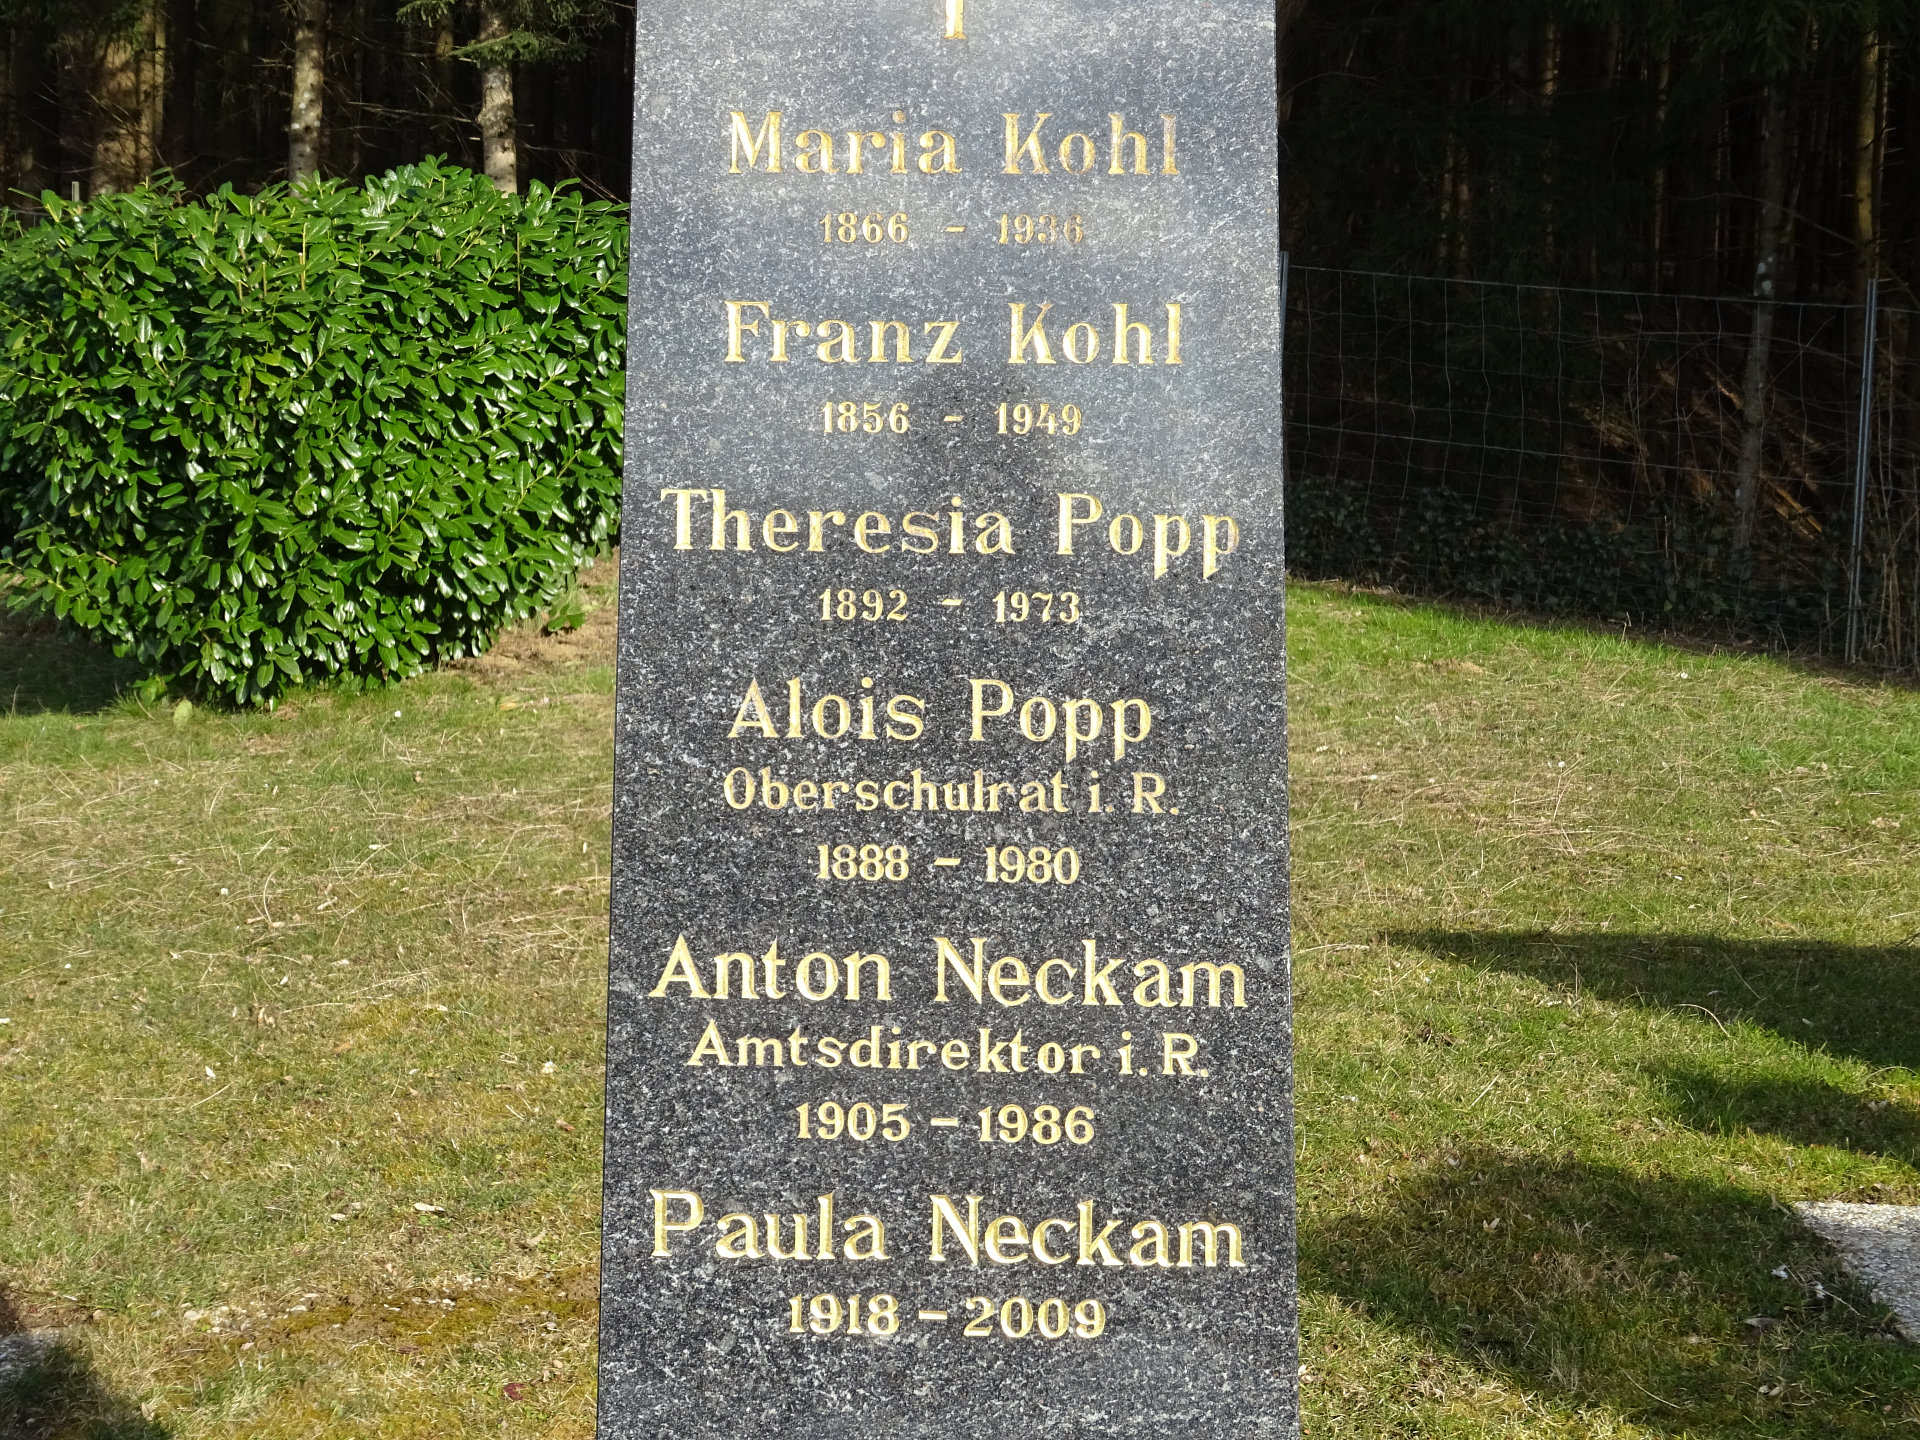 Maria Kohl
1866 - 1936
Franz Kohl
1856 - 1949
Theresia Popp
1892 - 1973
Alois Popp
Oberschulrat i. R.
1888 - 1980
Anton Neckam
Amtsdirektor i. R.
1905 - 1986
Paula Neckam
1918 - 2009